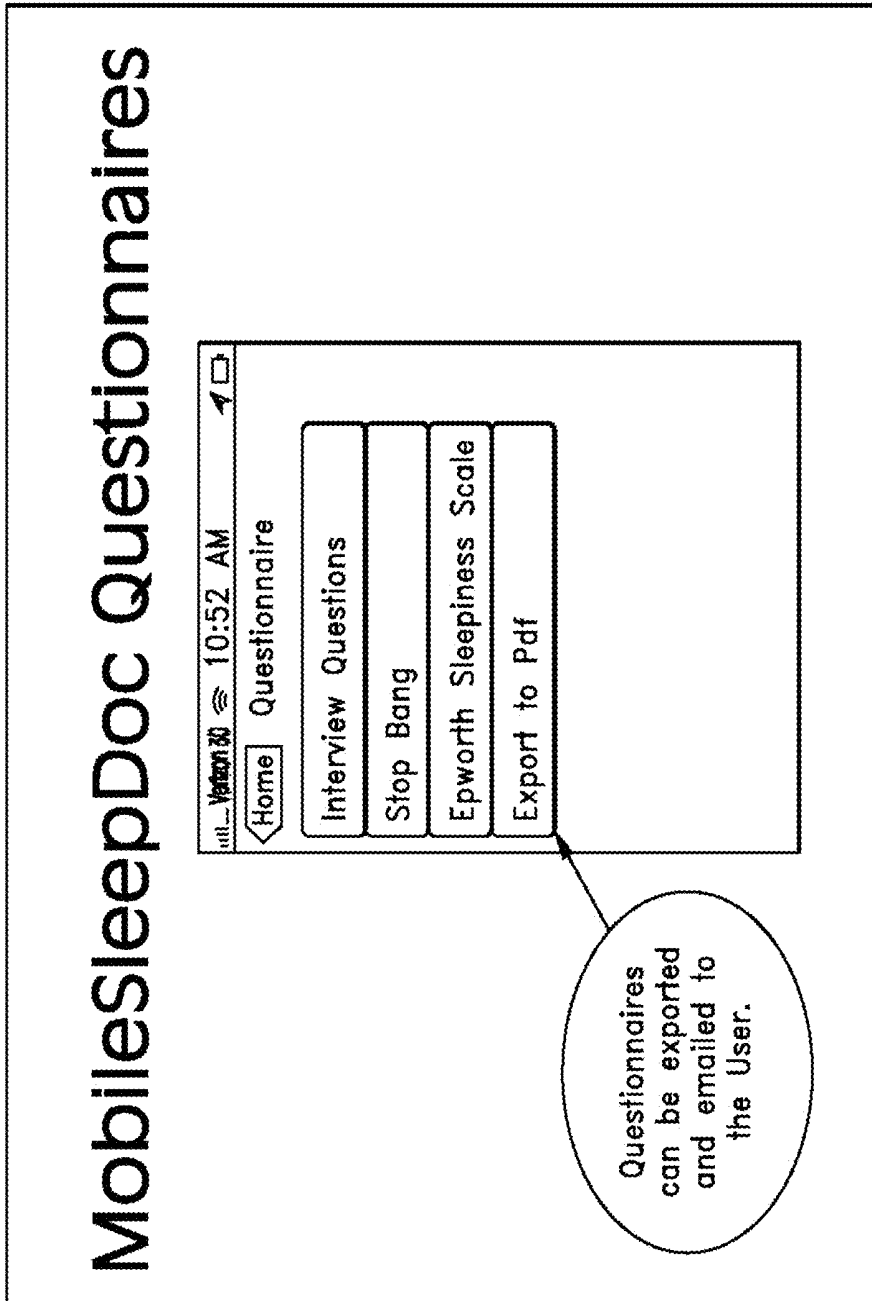 MobileSleepDoc Questionnaires
10:52 AM
Home Questionnaire
Interview Questions
Stop Bang
Epworth Sleepiness Scale
Export to Pdf
Questionnaires
can be exported
and emailed to
the User.